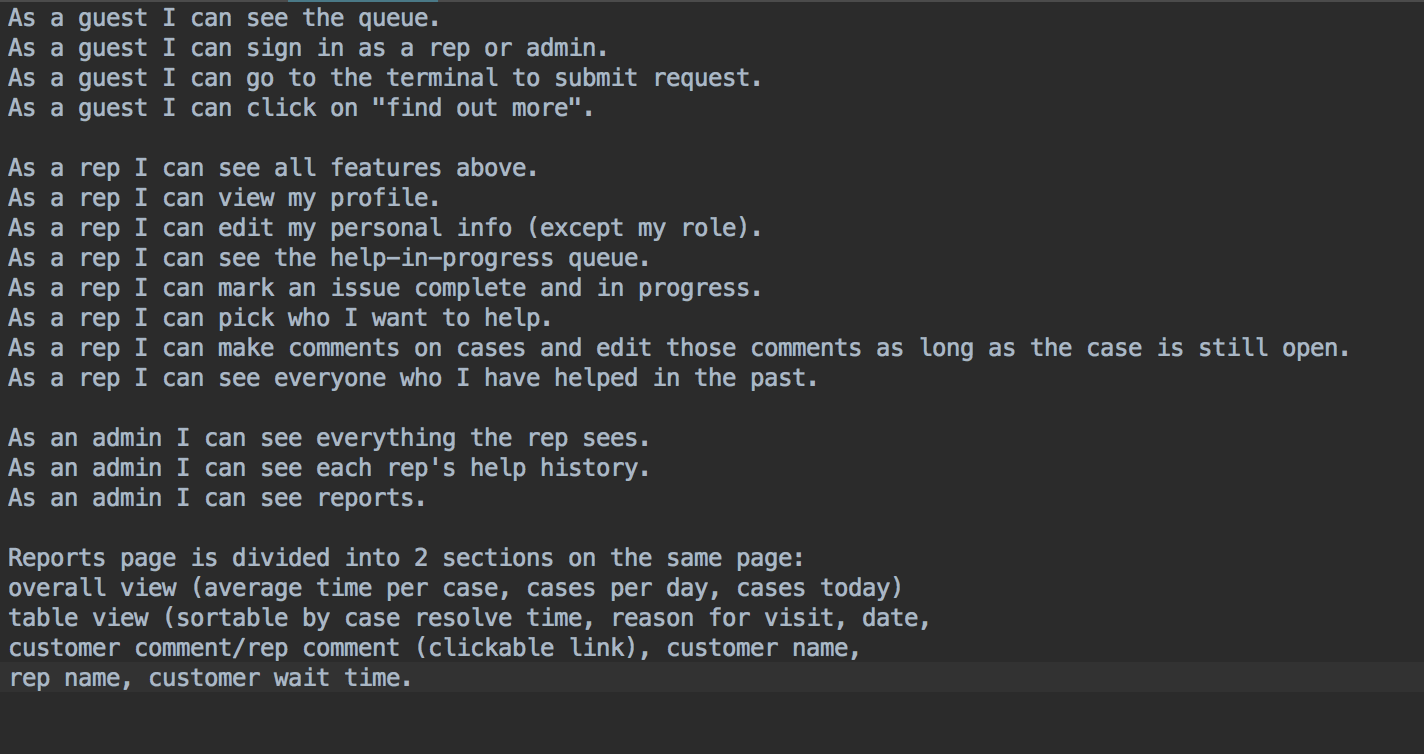 As a guest I can see the queue.
As a guest I can sign in as a rep or admin.
As a guest I can go to the terminal to submit request.
As a guest I can click on "find out more".
As a rep I can see all features above.
As a rep I can view my profile.
As a rep I can edit my personal info (except my role).
As a rep I can see the help-in-progress queue.
As a rep I can mark an issue complete and in progress.
As a rep I can pick who I want to help.
As a rep I can make comments on cases and edit those comments as long as the case is still open.
As a rep I can see everyone who I have helped in the past.
As an admin I can see everything the rep sees.
As an admin I can see each rep's help history.
As an admin I can see reports.
Reports page is divided into 2 sections on the same page:
overall view (average time per case, cases per day, cases today)
table view (sortable by case resolve time, reason for visit, date,
customer comment/rep comment (clickable link), customer name,
rep name, customer wait time.